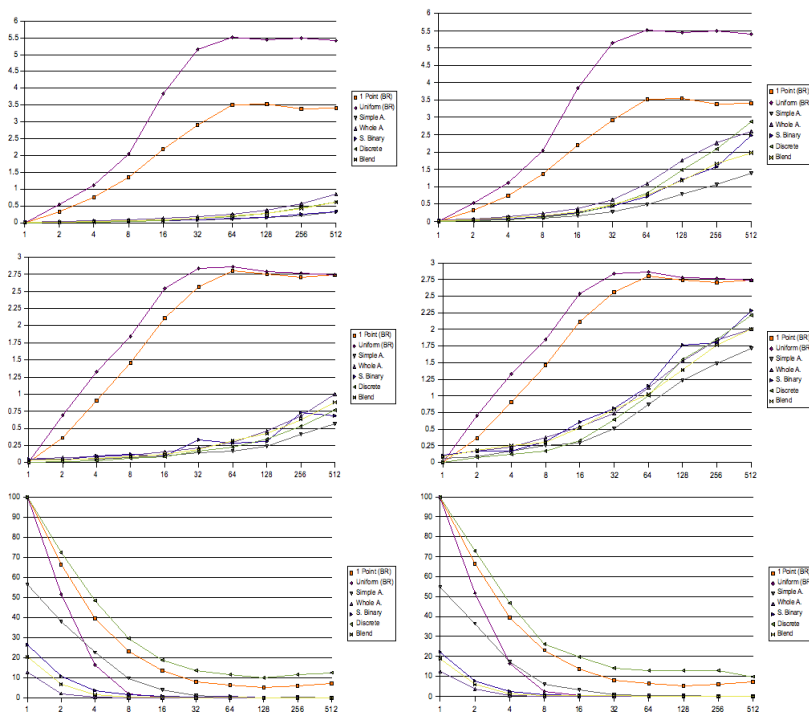 6
5.5
5
4.5
4
3.5
3
2.5
2
1.5
1
0.5
0
1 2 4 8 16 32 64 128 256 512
1 Point (BR)
Uniform (BR)
Simple A.
Whole A.
S. Binary
Discrete
Blend
6
5.5
5
4.5
4
3.5
3
2.5
2
1.5
1
0.5
0
1 2 4 8 16 32 64 128 256 512
1 Point (BR)
Uniform (BR)
Simple A.
Whole A.
S. Binary
Discrete
Blend
3
2.75
2.5
2.25
2
1.75
1.5
1.25
1
0.75
0.5
0.25
0
1 2 4 8 16 32 64 128 256 512
1 Point (BR)
Uniform (BR)
Simple A.
Whole A.
S. Binary
Discrete
Blend
3
2.75
2.5
2.25
2
1.75
1.5
1.25
1
0.75
0.5
0.25
0
1 2 4 8 16 32 64 128 256 512
1 Point (BR)
Uniform (BR)
Simple A.
Whole A.
S. Binary
Discrete
Blend
100
90
80
70
60
50
40
30
20
10
0
1 2 4 8 16 32 64 128 256 512
1 Point (BR)
Uniform (BR)
Simple A.
Whole A.
S. Binary
Discrete
Blend
100
90
80
70
60
50
40
30
20
10
0
1 2 4 8 16 32 64 128 256 512
1 Point (BR)
Uniform (BR)
Simple A.
Whole A.
S. Binary
Discrete
Blend